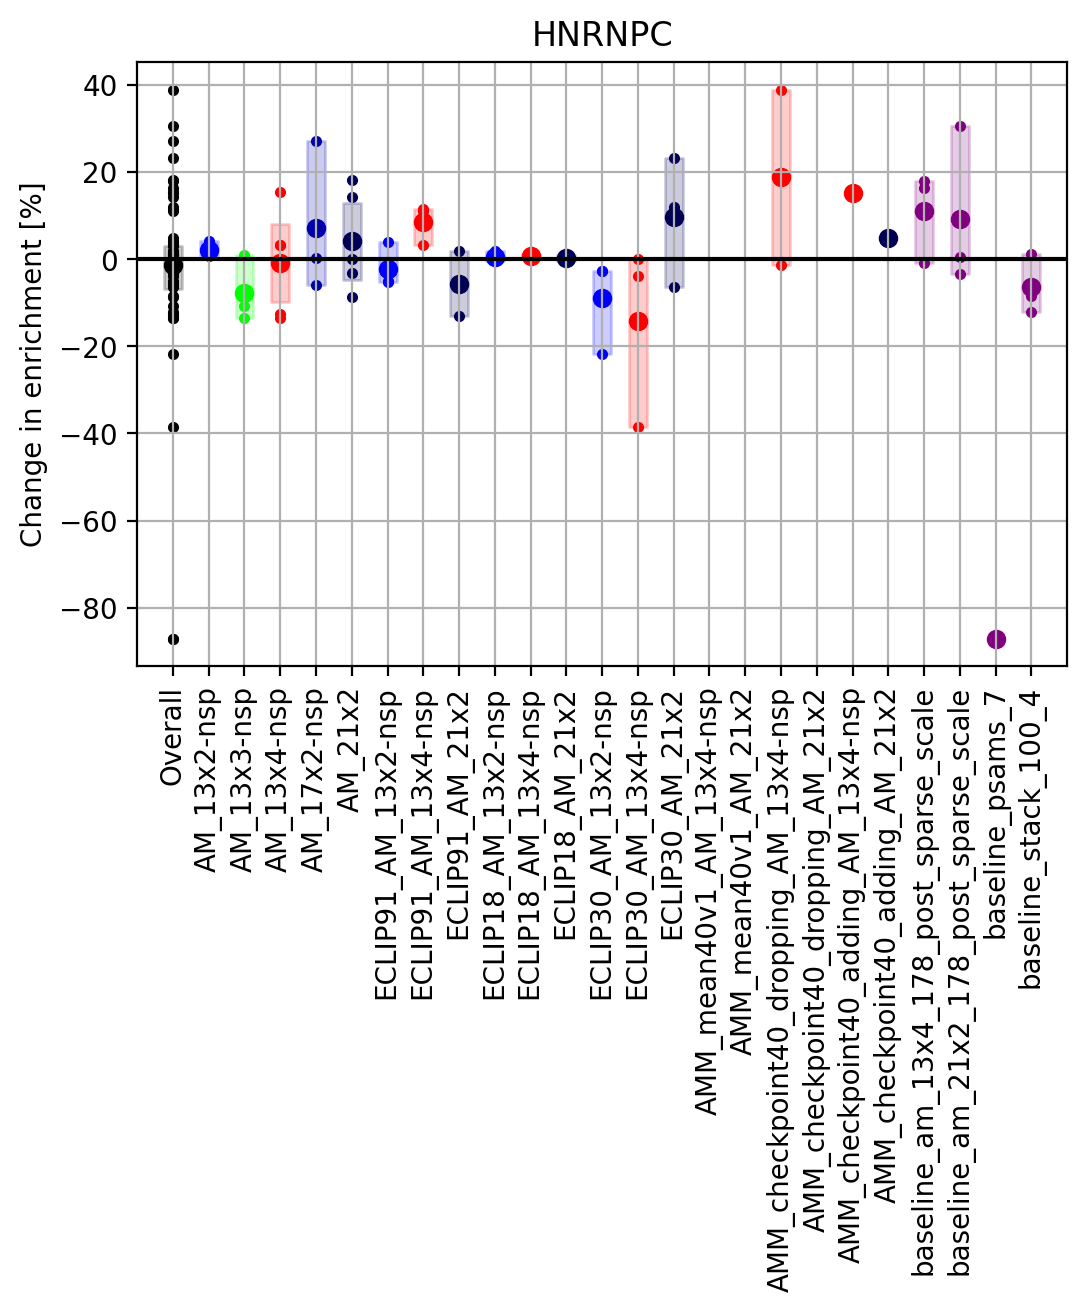 HNRNPC
Change in enrichment [%]
40
20
0
−20
−40
−60
−80
Overall
AM_13x2-nsp
AM_13x3-nsp
AM_13x4-nsp
AM_17x2-nsp
AM_21x2
ECLIP91_AM_13x2-nsp
ECLIP91_AM_13x4-nsp
ECLIP91_AM_21x2
ECLIP18_AM_13x2-nsp
ECLIP18_AM_13x4-nsp
ECLIP18_AM_21x2
ECLIP30_AM_13x2-nsp
ECLIP30_AM_13x4-nsp
ECLIP30_AM_21x2
AMM_mean40v1_AM_13x4-nsp
AMM_mean40v1_AM_21x2
AMM_checkpoint40_dropping_AM_13x4-nsp
AMM_checkpoint40_dropping_AM_21x2
AMM_checkpoint40_adding_AM_13x4-nsp
AMM_checkpoint40_adding_AM_21x2
baseline_am_13x4_178_post_sparse_scale
baseline_am_21x2_178_post_sparse_scale
baseline_psams_7
baseline_stack_100_4